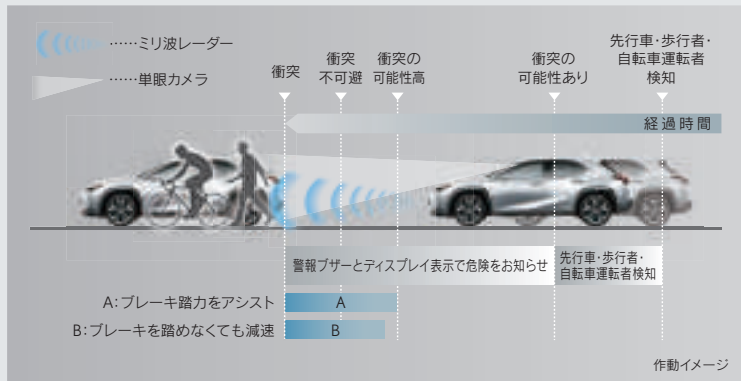 ……ミリ波レーダー
……単眼カメラ
衝突
衝突
不可避
衝突の
可能性高
衝突の
可能性あり
先行車・歩行者・
自転車運転者
検知
経過時間
警報ブザーとディスプレイ表示で危険をお知らせ
先行車・歩行者・
自転車運転者検知
A：ブレーキ踏力をアシスト
A
B：ブレーキを踏めなくても減速
B
作動イメージ